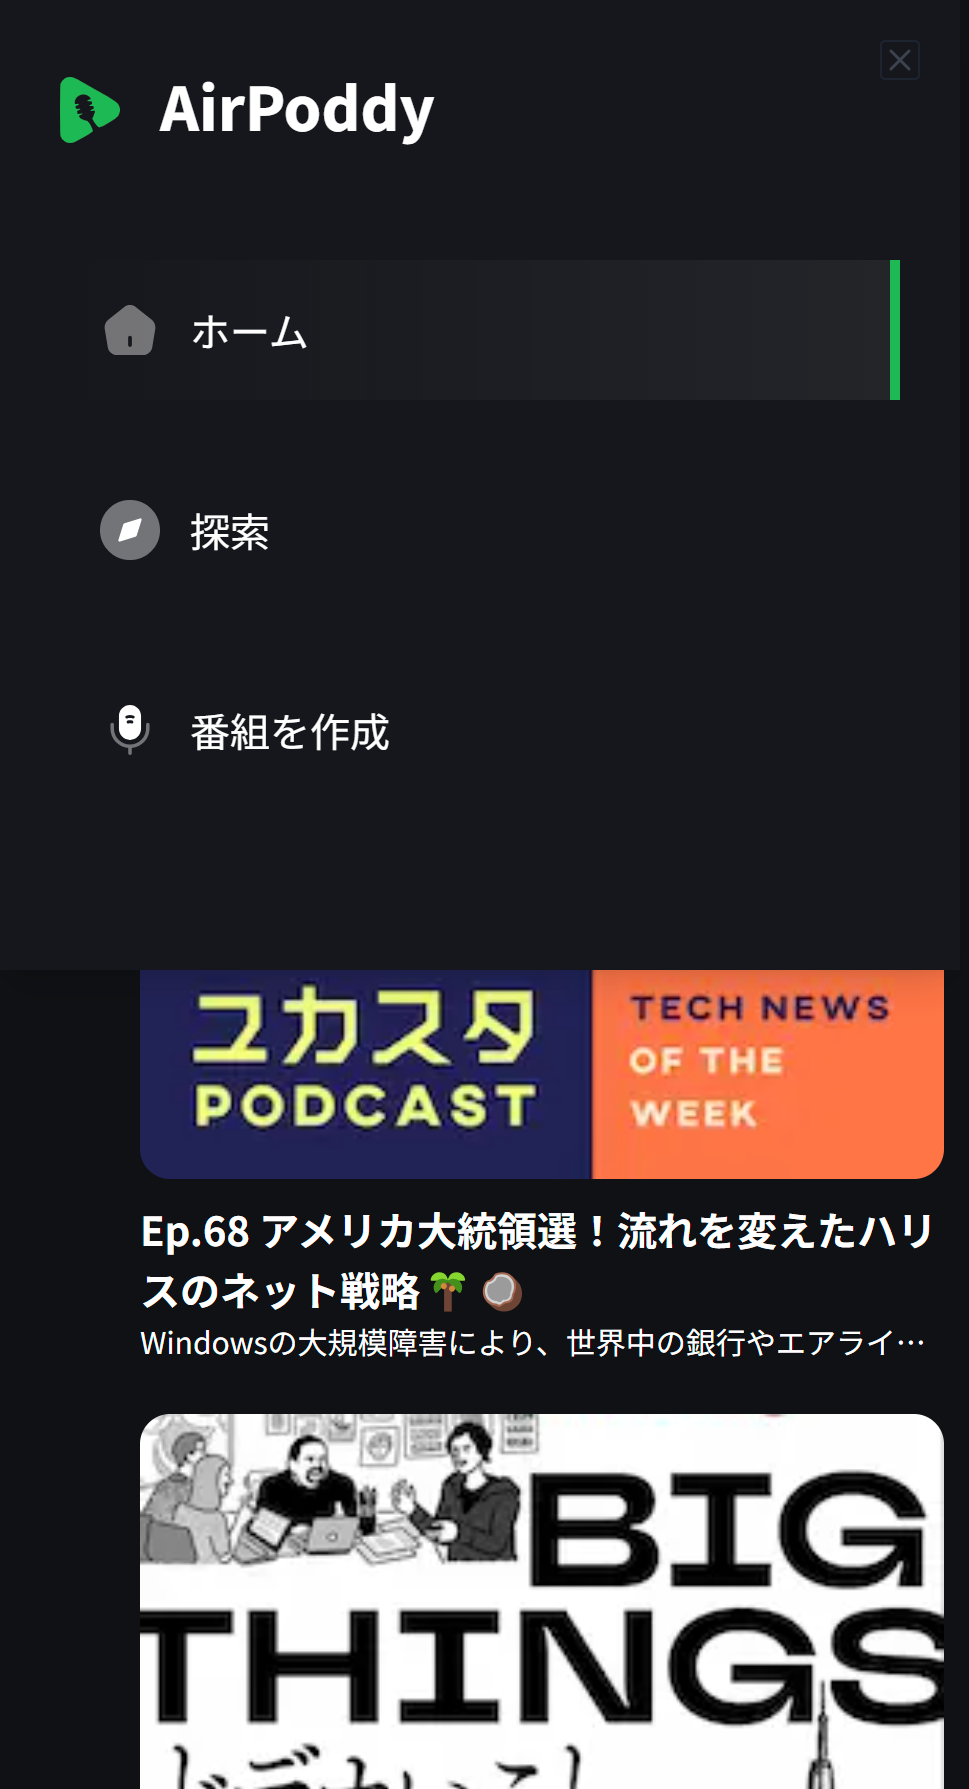 AirPoddy
ホーム
探索
番組を作成
ユカスタ
PODCAST
TECH NEWS
OF THE
WEEK
Ep.68 アメリカ大統領選！流れを変えたハリ
スのネット戦略🌴 🥥
Windowsの大規模障害により、世界中の銀行やエアライ…
BIG
THINGS